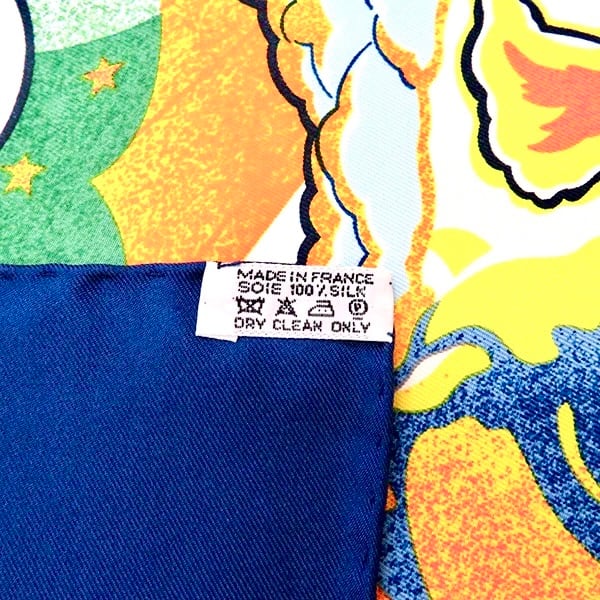 MADE IN FRANCE
SOIE 100% SILK
DRY CLEAN ONLY